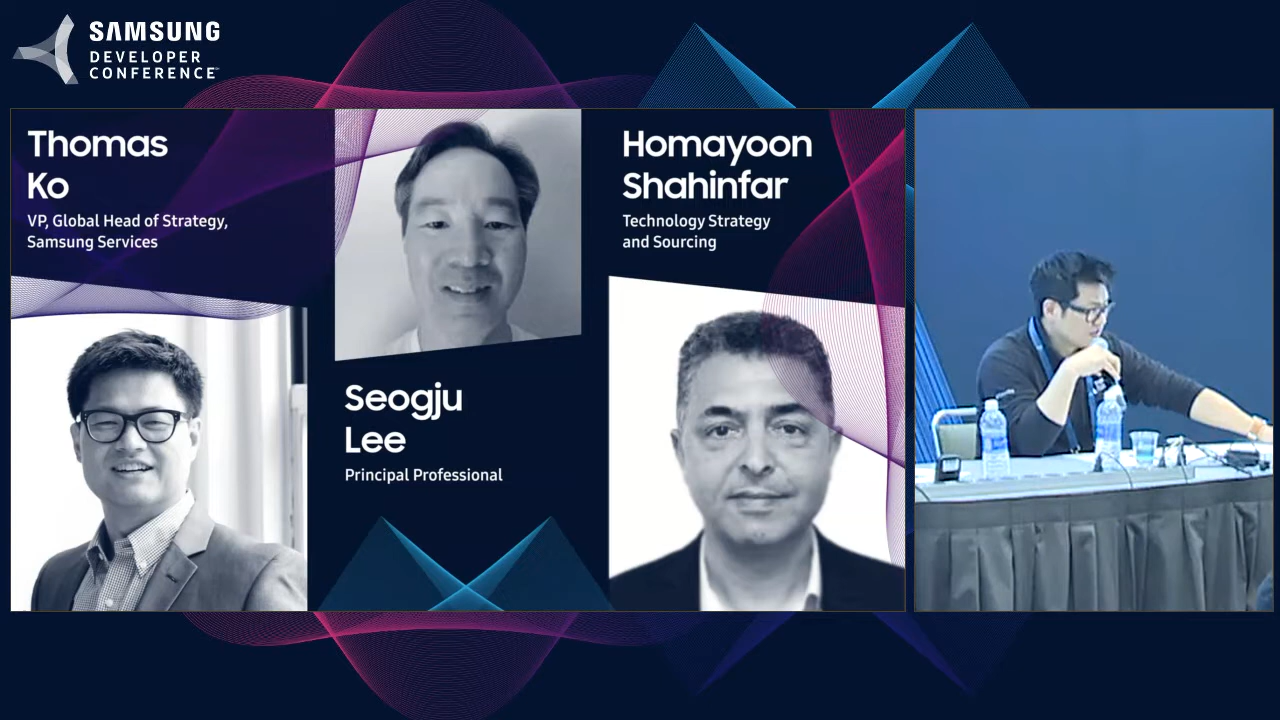 SAMSUNG
DEVELOPER
CONFERENCE
Thomas
Ko
VP, Global Head of Strategy,
Samsung Services
Seogju
Lee
Principal Professional
Homayoon
Shahinfar
Technology Strategy
and Sourcing